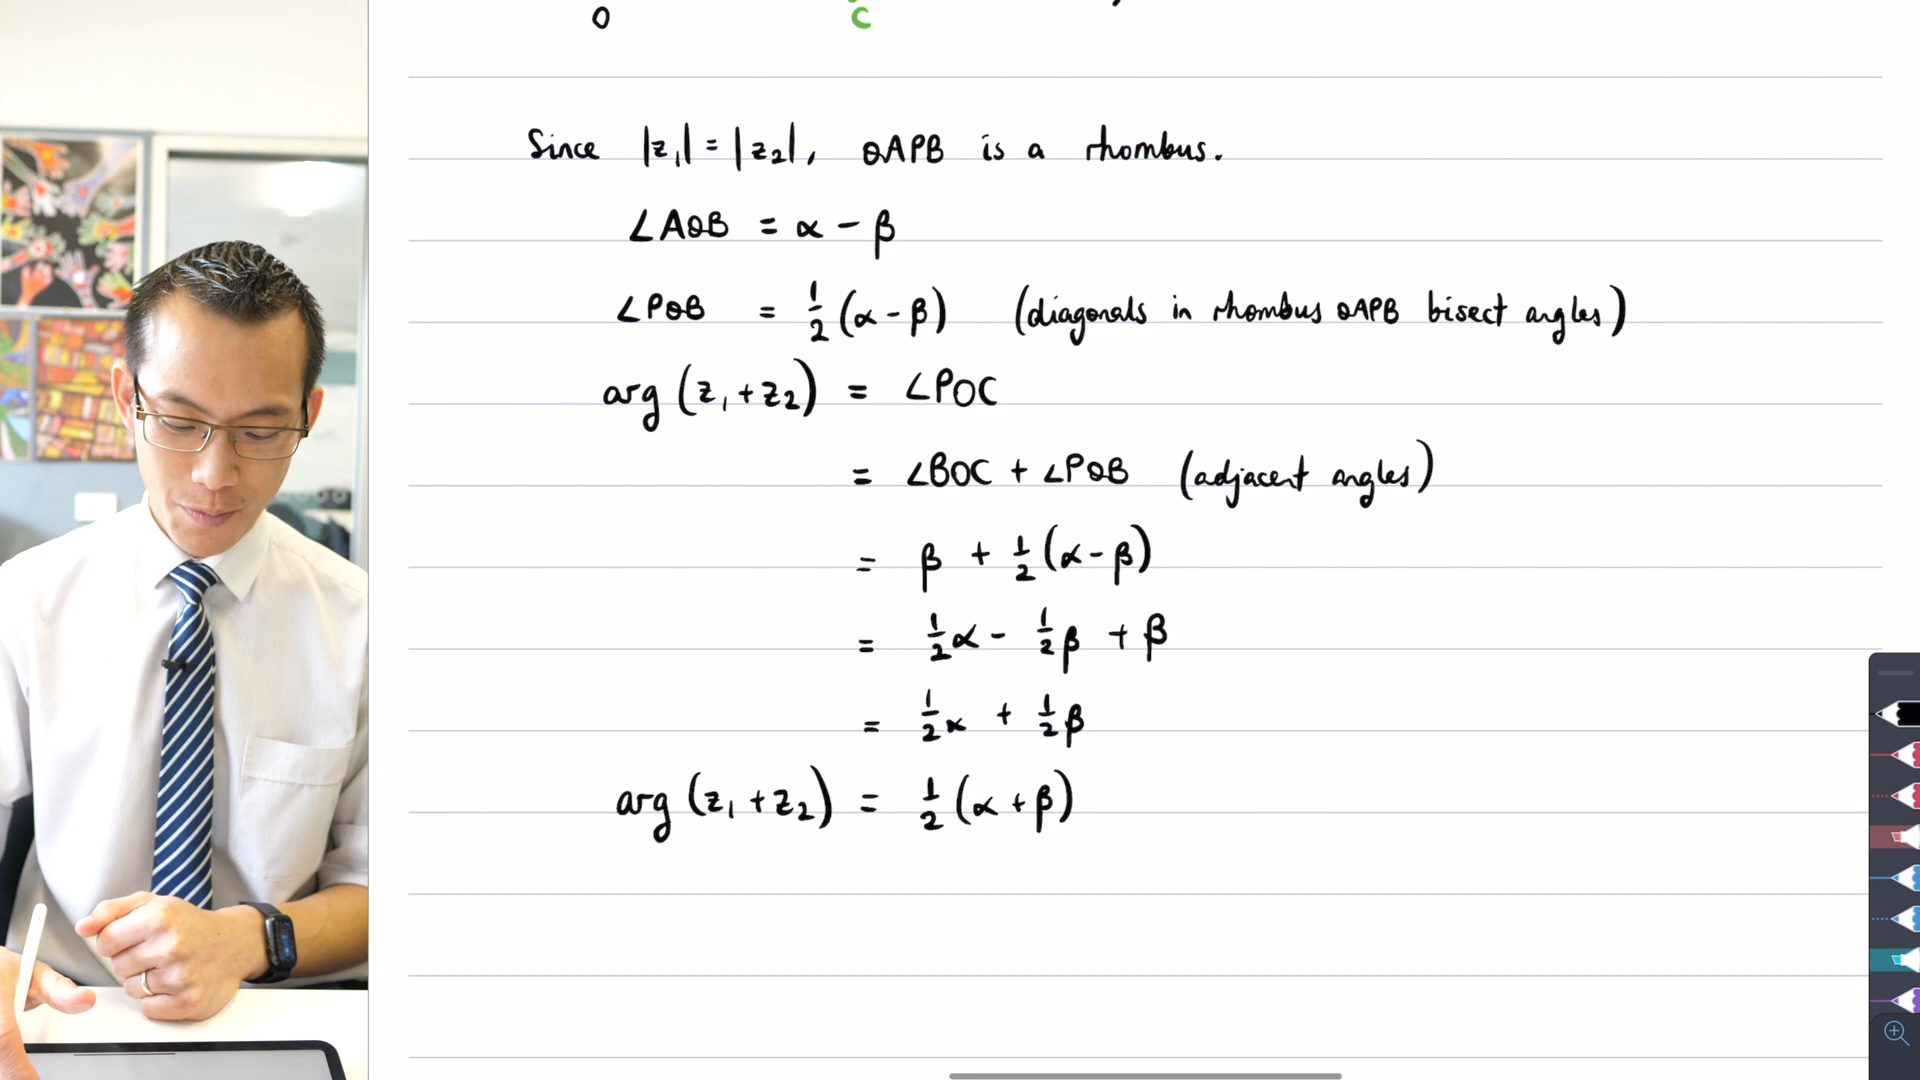 O C
Since |z₁| = |z₂|, OAPB is a rhombus.
∠AOB = α - β
∠POB = ½(α - β) (diagonals in rhombus OAPB bisect angles)
arg (z₁ + z₂) = ∠POC
= ∠BOC + ∠POB (adjacent angles)
= β + ½(α - β)
= ½α - ½β + β
= ½α + ½β
arg (z₁ + z₂) = ½(α + β)